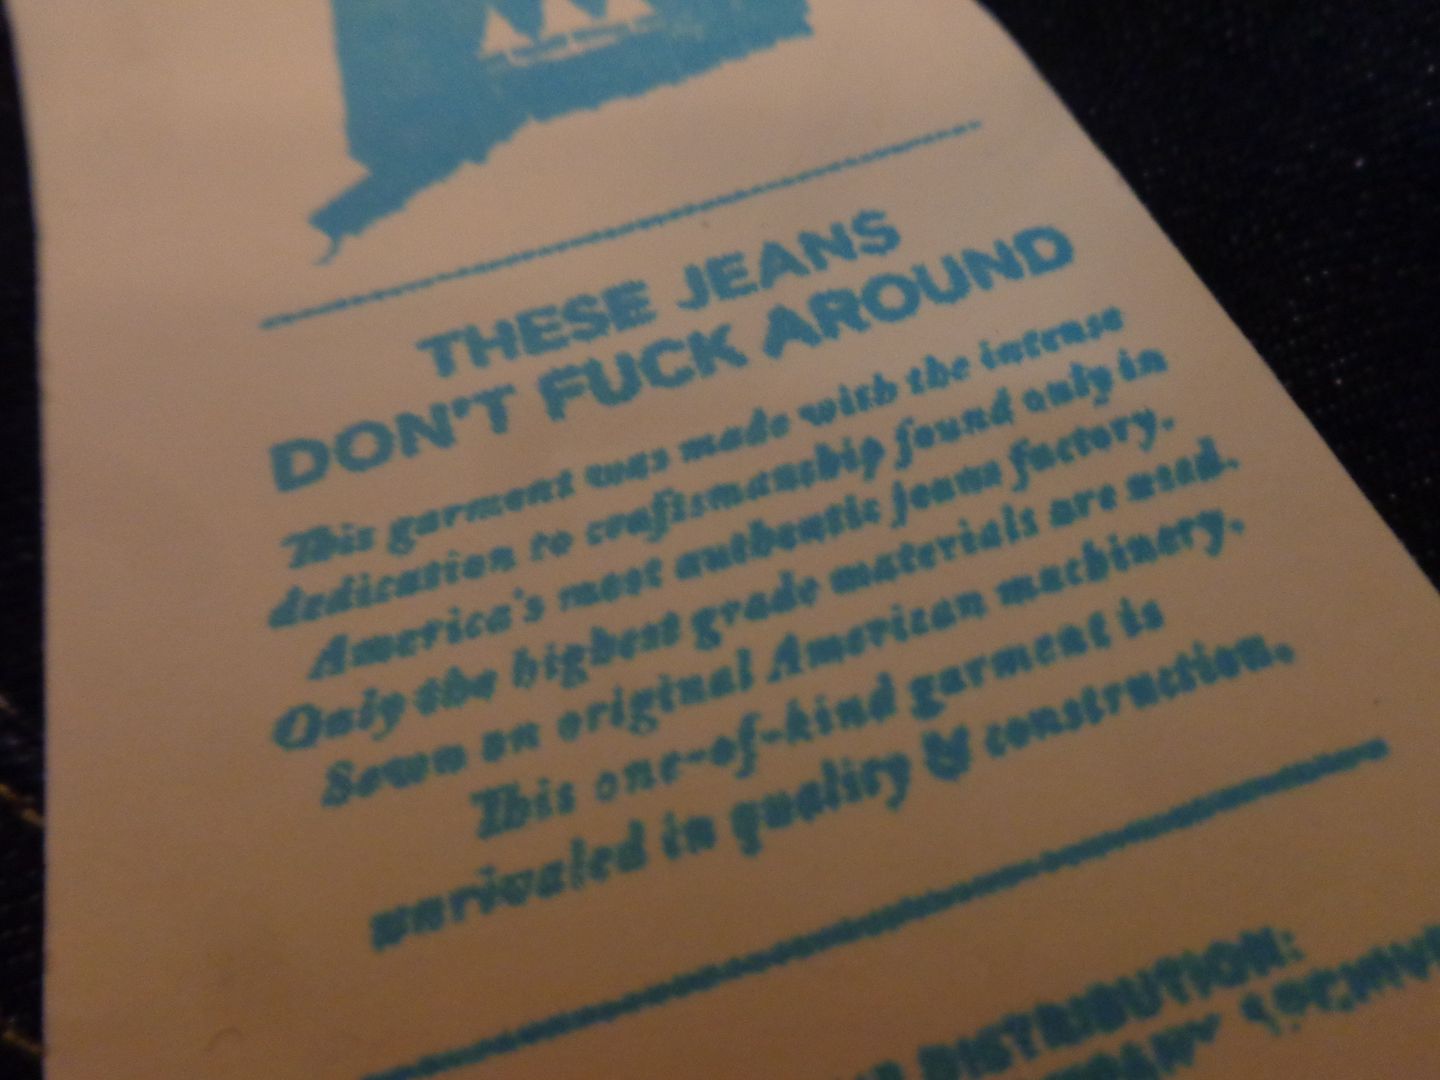 THESE JEANS
DON'T FUCK AROUND
This garment was made with the intense
dedication to craftsmanship found only in
America's most authentic jeans factory.
Only the highest grade materials are used.
Sewn on original American machinery.
This one-of-kind garment is
unrivaled in quality & construction.
DISTRIBUTION: